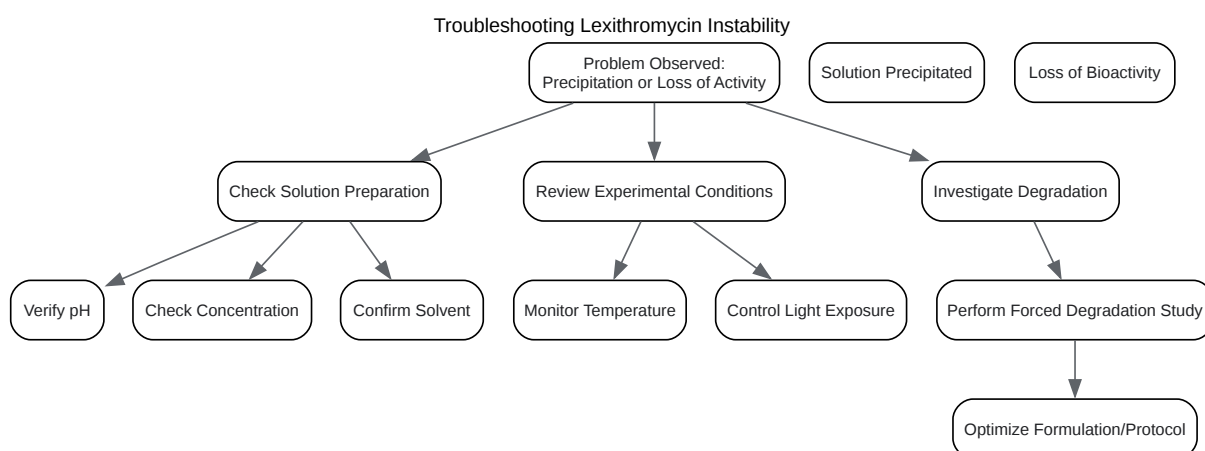 Troubleshooting Lexithromycin Instability
Problem Observed:
Precipitation or Loss of Activity
Solution Precipitated
Loss of Bioactivity
Check Solution Preparation
Review Experimental Conditions
Investigate Degradation
Verify pH
Check Concentration
Confirm Solvent
Monitor Temperature
Control Light Exposure
Perform Forced Degradation Study
Optimize Formulation/Protocol